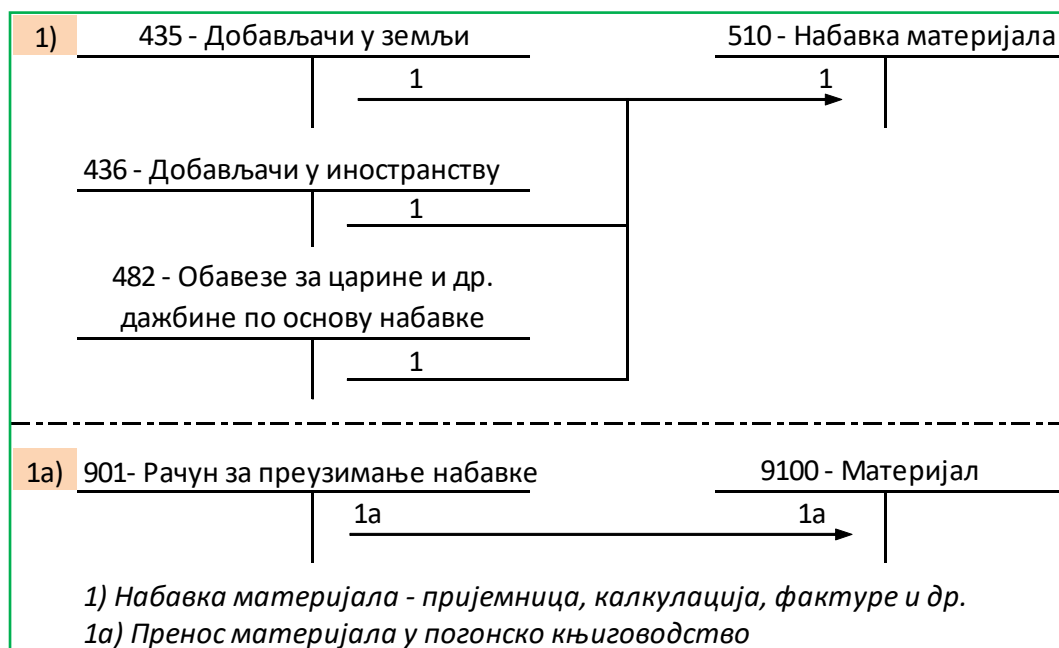 1) 435 - Добављачи у земљи 510 - Набавка материјала
1 1
436 - Добављачи у иностранству
1
482 - Обавезе за царине и др.
дажбине по основу набавке
1
1а) 901- Рачун за преузимање набавке 9100 - Материјал
1а 1а
1) Набавка материјала - пријемница, калкулација, фактуре и др.
1а) Пренос материјала у погонско књиговодство